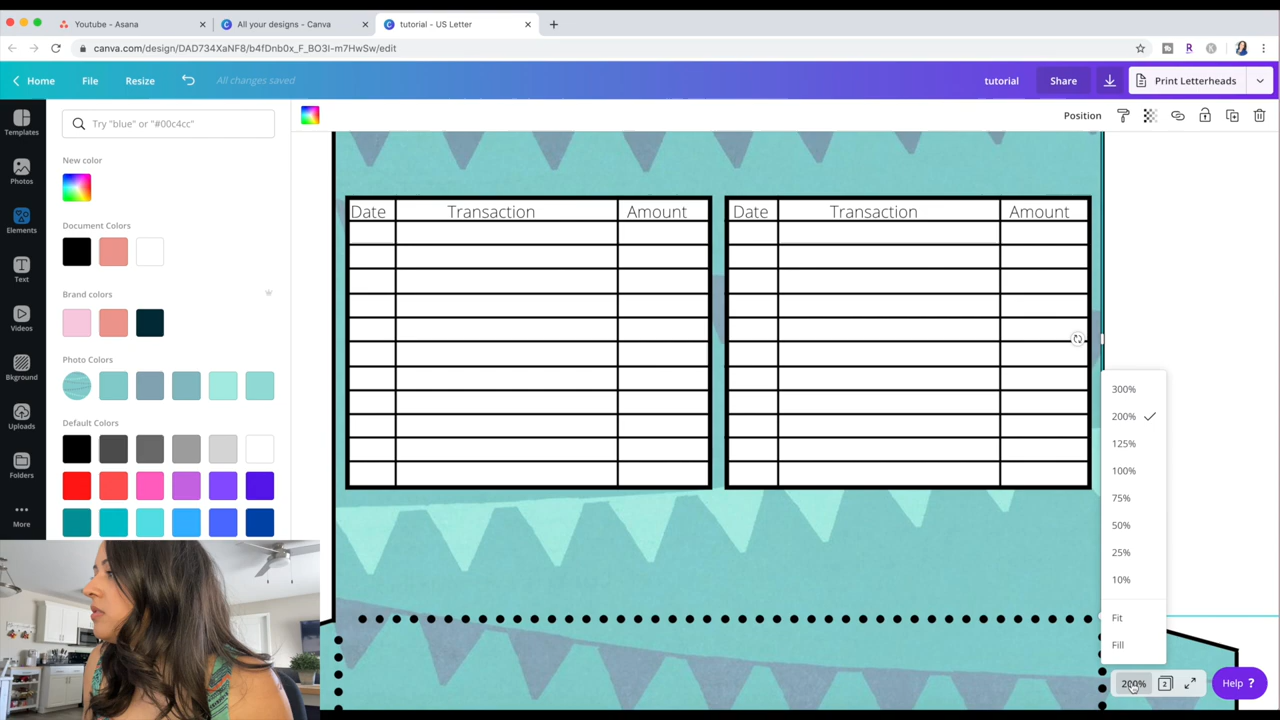 Youtube - Asana
All your designs - Canva
tutorial - US Letter
canva.com/design/DAD734XaNF8/b4fDnb0x_F_BO3I-m7HwSw/edit
Home
File
Resize
All changes saved
tutorial
Share
Print Letterheads
Templates
Photos
Elements
Text
Videos
Bkground
Uploads
Folders
More
Try "blue" or "#00c4cc"
New color
Document Colors
Brand colors
Photo Colors
Default Colors
Position
Date Transaction Amount
Date Transaction Amount
300%
200%
125%
100%
75%
50%
25%
10%
Fit
Fill
200%
2
Help ?